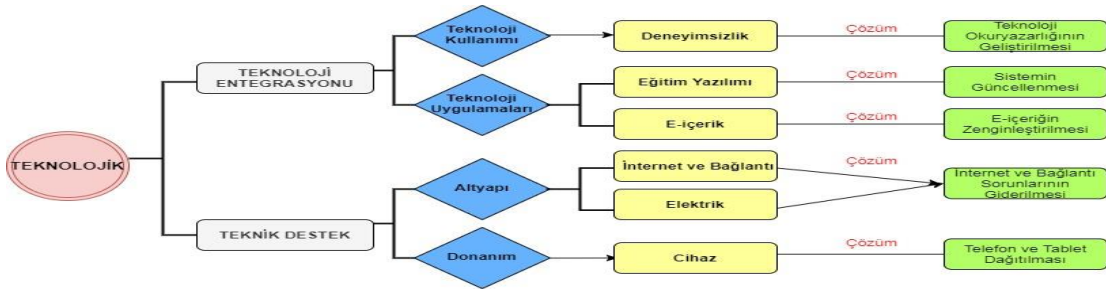 TEKNOLOJİK
TEKNOLOJİ
ENTEGRASYONU
Teknoloji
Kullanımı
Deneyimsizlik
Çözüm
Teknoloji
Okuryazarlığının
Geliştirilmesi
Teknoloji
Uygulamaları
Eğitim Yazılımı
Çözüm
Sistemin
Güncellenmesi
E-içerik
Çözüm
E-içeriğin
Zenginleştirilmesi
TEKNİK DESTEK
Altyapı
İnternet ve Bağlantı
Çözüm
İnternet ve Bağlantı
Sorunlarının
Giderilmesi
Elektrik
Donanım
Cihaz
Çözüm
Telefon ve Tablet
Dağıtılması